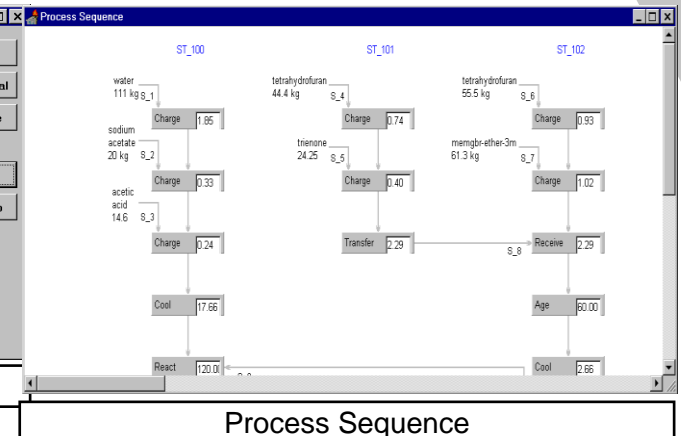 Process Sequence
ST_100 ST_101 ST_102
water
111 kg S_1
Charge 1.85
sodium
acetate
20 kg S_2
Charge 0.33
acetic
acid
14.6 S_3
Charge 0.24
Cool 17.66
React 120.0
tetrahydrofuran
44.4 kg S_4
Charge 0.74
trienone
24.25 S_5
Charge 0.40
Transfer 2.29
S_8
tetrahydrofuran
55.5 kg S_6
Charge 0.93
memgbr-ether-3m
61.3 kg S_7
Charge 1.02
Receive 2.29
Age 60.00
Cool 2.66
Process Sequence